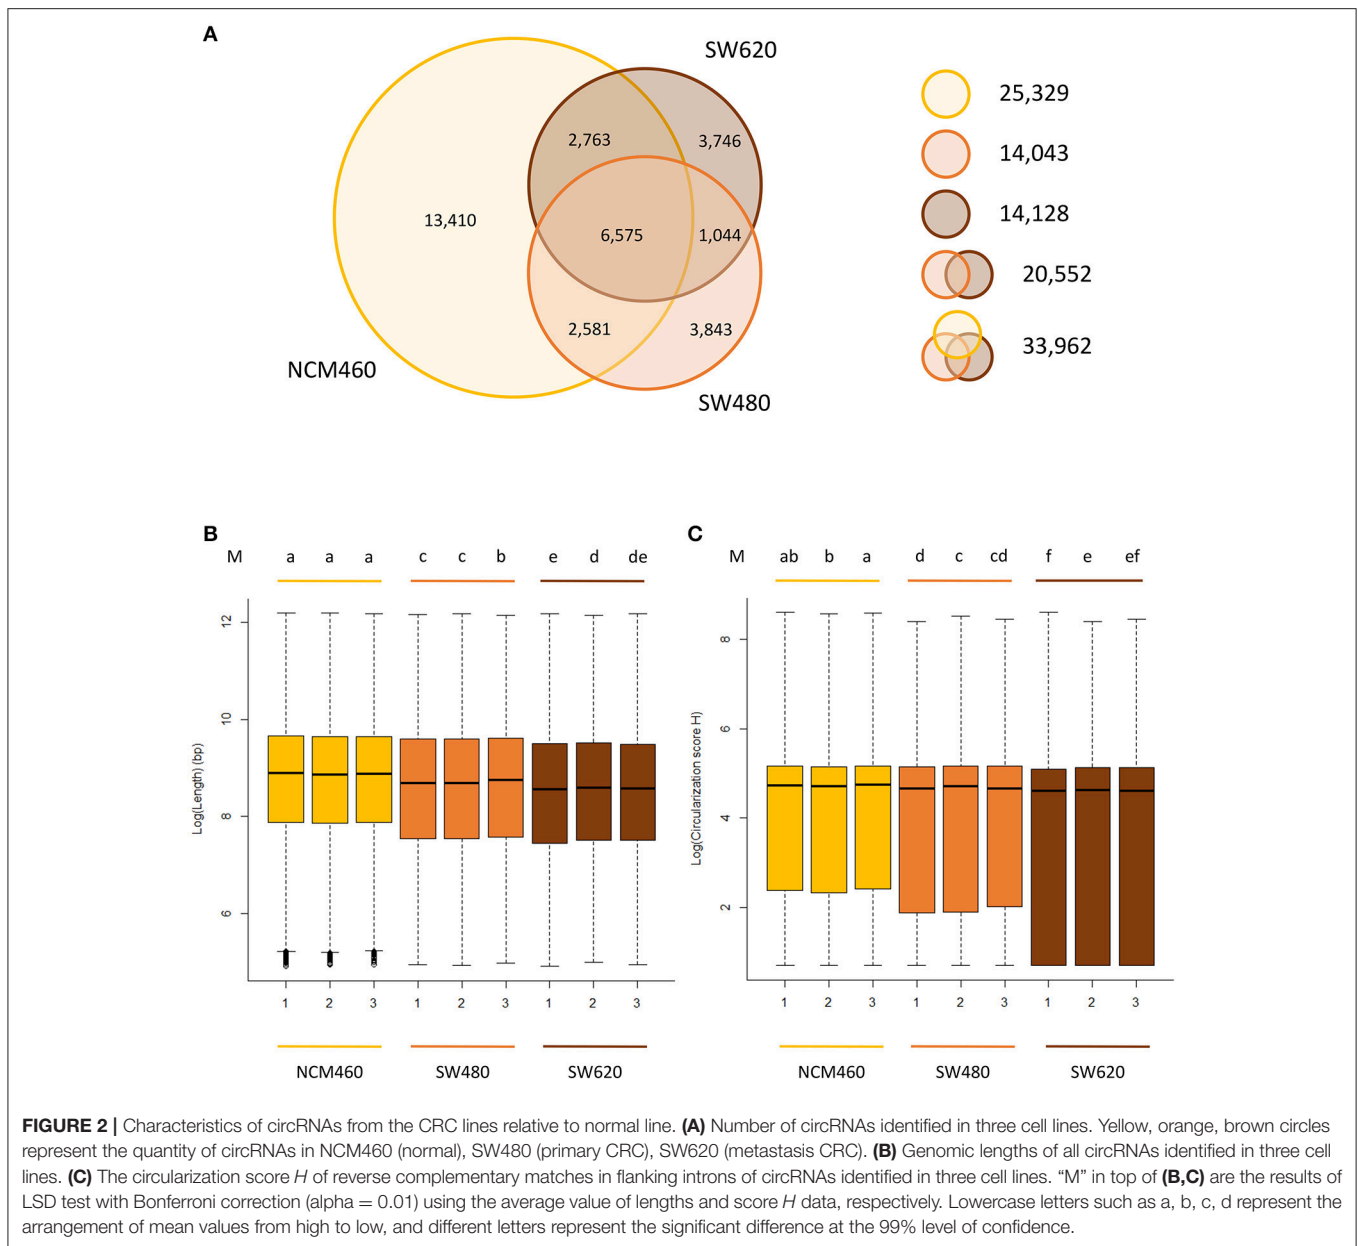 A
SW620
2,763
3,746
13,410
6,575
1,044
2,581
3,843
NCM460
SW480
25,329
14,043
14,128
20,552
33,962
B
M a a a c c b e d de
Log(Length) (bp)
12
10
8
6
1 2 3 1 2 3 1 2 3
NCM460 SW480 SW620
C
M ab b a d c cd f e ef
Log(Circularization score H)
8
6
4
2
1 2 3 1 2 3 1 2 3
NCM460 SW480 SW620
FIGURE 2 | Characteristics of circRNAs from the CRC lines relative to normal line. (A) Number of circRNAs identified in three cell lines. Yellow, orange, brown circles
represent the quantity of circRNAs in NCM460 (normal), SW480 (primary CRC), SW620 (metastasis CRC). (B) Genomic lengths of all circRNAs identified in three cell
lines. (C) The circularization score H of reverse complementary matches in flanking introns of circRNAs identified in three cell lines. “M” in top of (B,C) are the results of
LSD test with Bonferroni correction (alpha = 0.01) using the average value of lengths and score H data, respectively. Lowercase letters such as a, b, c, d represent the
arrangement of mean values from high to low, and different letters represent the significant difference at the 99% level of confidence.